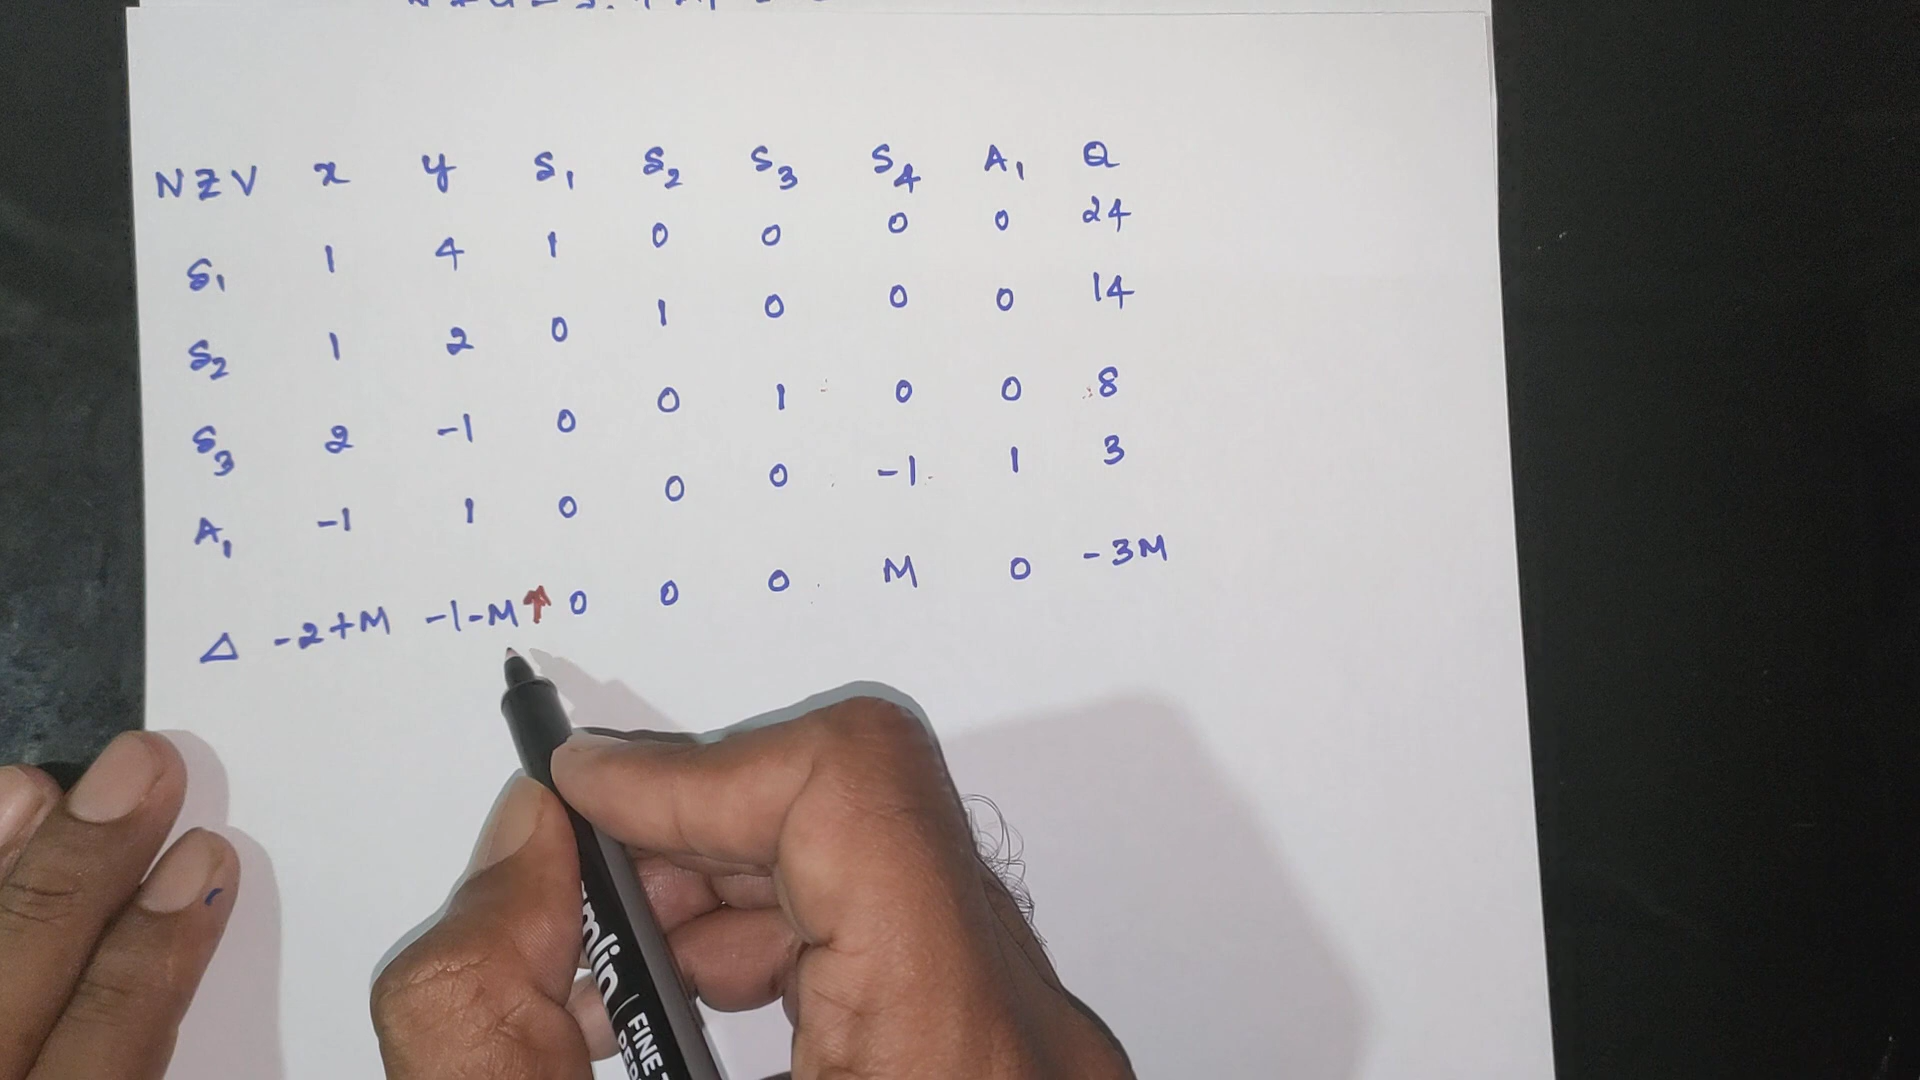 NZV x y S1 S2 S3 S4 A1 Q
S1 1 4 1 0 0 0 0 24
S2 1 2 0 1 0 0 0 14
S3 2 -1 0 0 1 0 0 8
A1 -1 1 0 0 0 -1 1 3
Δ -2+M -1-M ↑ 0 0 0 M 0 -3M
mlin | FINE